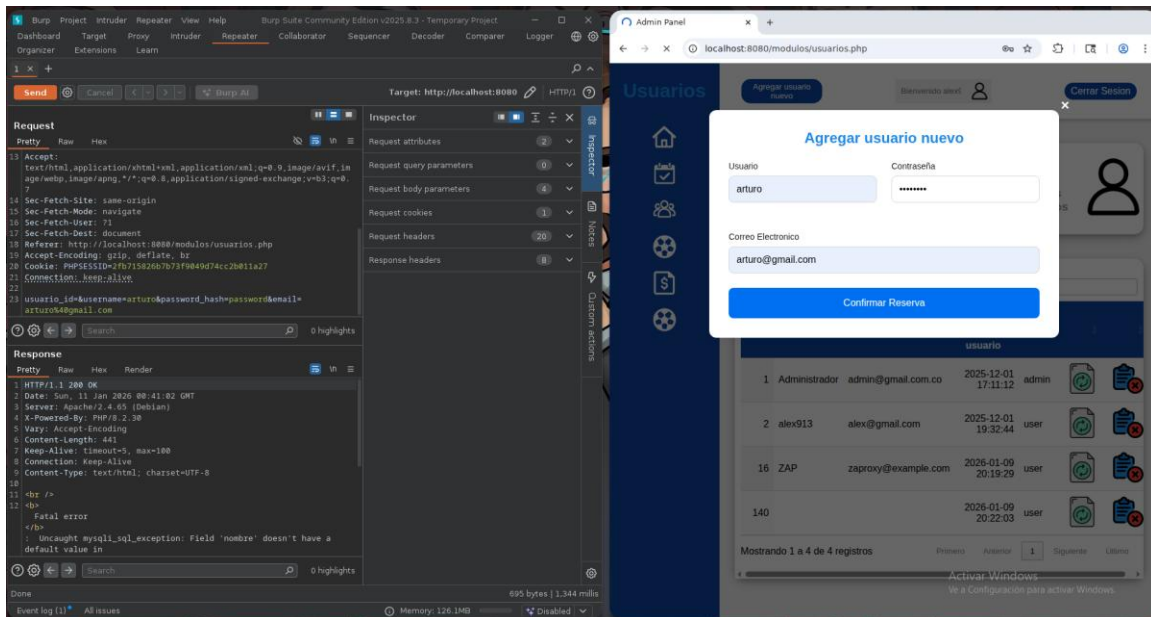 Burp Project Intruder Repeater View Help Burp Suite Community Edition v2025.8.3 - Temporary Project
Dashboard Target Proxy Intruder Repeater Collaborator Sequencer Decoder Comparer Logger
Organizer Extensions Learn
1 × +
Send Cancel Burp AI Target: http://localhost:8080 HTTP/1
Request
Pretty Raw Hex
13 Accept:
text/html,application/xhtml+xml,application/xml;q=0.9,image/avif,im
age/webp,image/apng,*/*;q=0.8,application/signed-exchange;v=b3;q=0.
7
14 Sec-Fetch-Site: same-origin
15 Sec-Fetch-Mode: navigate
16 Sec-Fetch-User: ?1
17 Sec-Fetch-Dest: document
18 Referer: http://localhost:8080/modulos/usuarios.php
19 Accept-Encoding: gzip, deflate, br
20 Cookie: PHPSESSID=2fb715826b7b73f9049d74cc2b011a27
21 Connection: keep-alive
22
23 usuario_id=&username=arturo&password_hash=password&email=
arturo%40gmail.com
Search 0 highlights
Response
Pretty Raw Hex Render
1 HTTP/1.1 200 OK
2 Date: Sun, 11 Jan 2026 00:41:02 GMT
3 Server: Apache/2.4.65 (Debian)
4 X-Powered-By: PHP/8.2.30
5 Vary: Accept-Encoding
6 Content-Length: 441
7 Keep-Alive: timeout=5, max=100
8 Connection: Keep-Alive
9 Content-Type: text/html; charset=UTF-8
10
11 <br />
12 <b>
Fatal error
</b>
: Uncaught mysqli_sql_exception: Field 'nombre' doesn't have a
default value in
Search 0 highlights
Done 695 bytes | 1,344 millis
Event log (1) All issues Memory: 126.1MB Disabled
Inspector
Request attributes 2
Request query parameters 0
Request body parameters 4
Request cookies 1
Request headers 20
Response headers 8
Inspector
Notes
Custom actions
Admin Panel × +
localhost:8080/modulos/usuarios.php
Usuarios
Agregar usuario
nuevo
Bienvenido alex1
Cerrar Sesion
×
Agregar usuario nuevo
Usuario Contraseña
arturo ••••••••
Correo Electronico
arturo@gmail.com
Confirmar Reserva
usuario
1 Administrador admin@gmail.com.co 2025-12-01
17:11:12 admin
2 alex913 alex@gmail.com 2025-12-01
19:32:44 user
16 ZAP zaproxy@example.com 2026-01-09
20:19:29 user
140 2026-01-09
20:22:03 user
Mostrando 1 a 4 de 4 registros Primero Anterior 1 Siguiente Último
Activar Windows
Ve a Configuración para activar Windows.